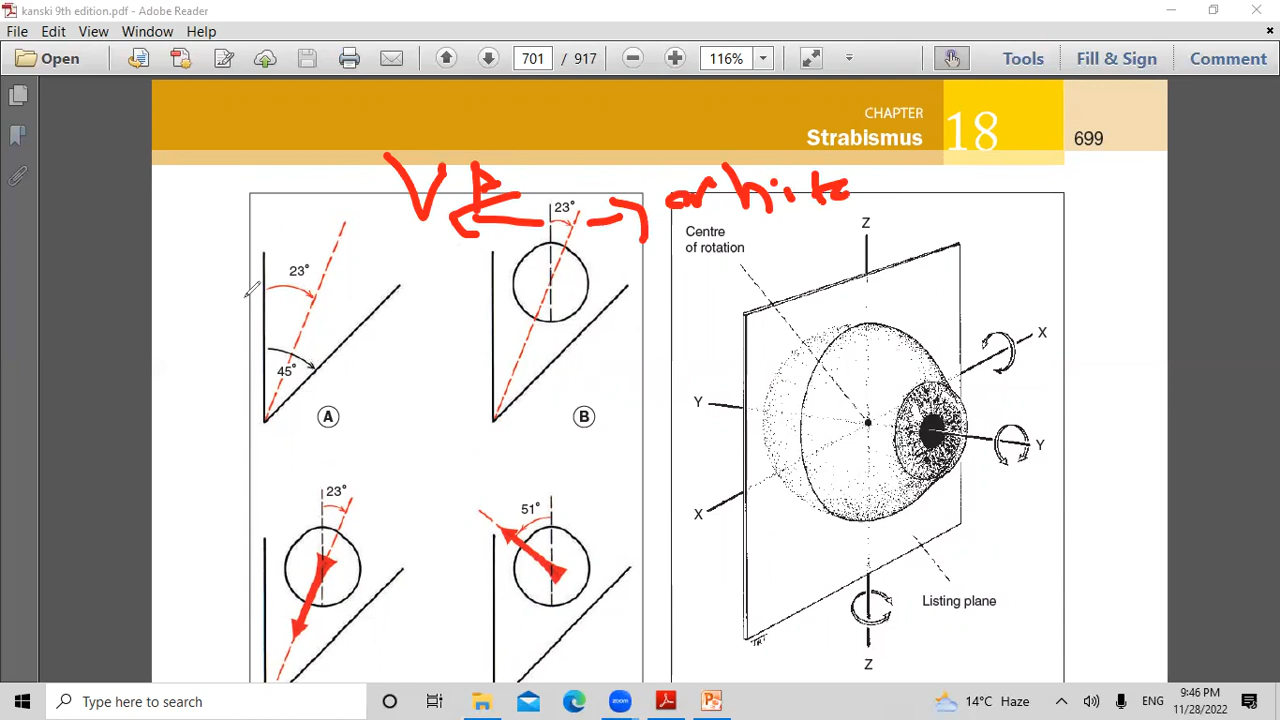 kanski 9th edition.pdf - Adobe Reader
File Edit View Window Help
Open 701 / 917 116% Tools Fill & Sign Comment
CHAPTER
Strabismus
18
699
23°
45°
A
23°
B
23°
51°
Centre
of rotation
Z
X
Y
Y
X
Listing plane
Z
Type here to search
zoom
14°C Haze
ENG
9:46 PM
11/28/2022